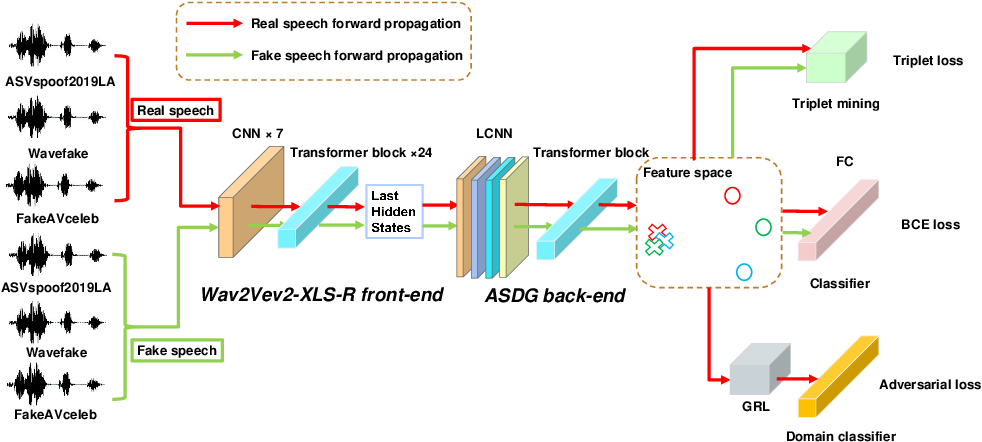 Real speech forward propagation
Fake speech forward propagation
ASVspoof2019LA
Wavefake
FakeAVceleb
Real speech
ASVspoof2019LA
Wavefake
FakeAVceleb
Fake speech
CNN × 7
Transformer block ×24
Last
Hidden
States
Wav2Vev2-XLS-R front-end
LCNN
Transformer block
ASDG back-end
Feature space
Triplet mining
Triplet loss
FC
Classifier
BCE loss
GRL
Domain classifier
Adversarial loss